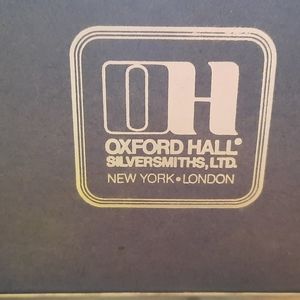 OH
OXFORD HALL®
SILVERSMITHS, LTD.
NEW YORK • LONDON